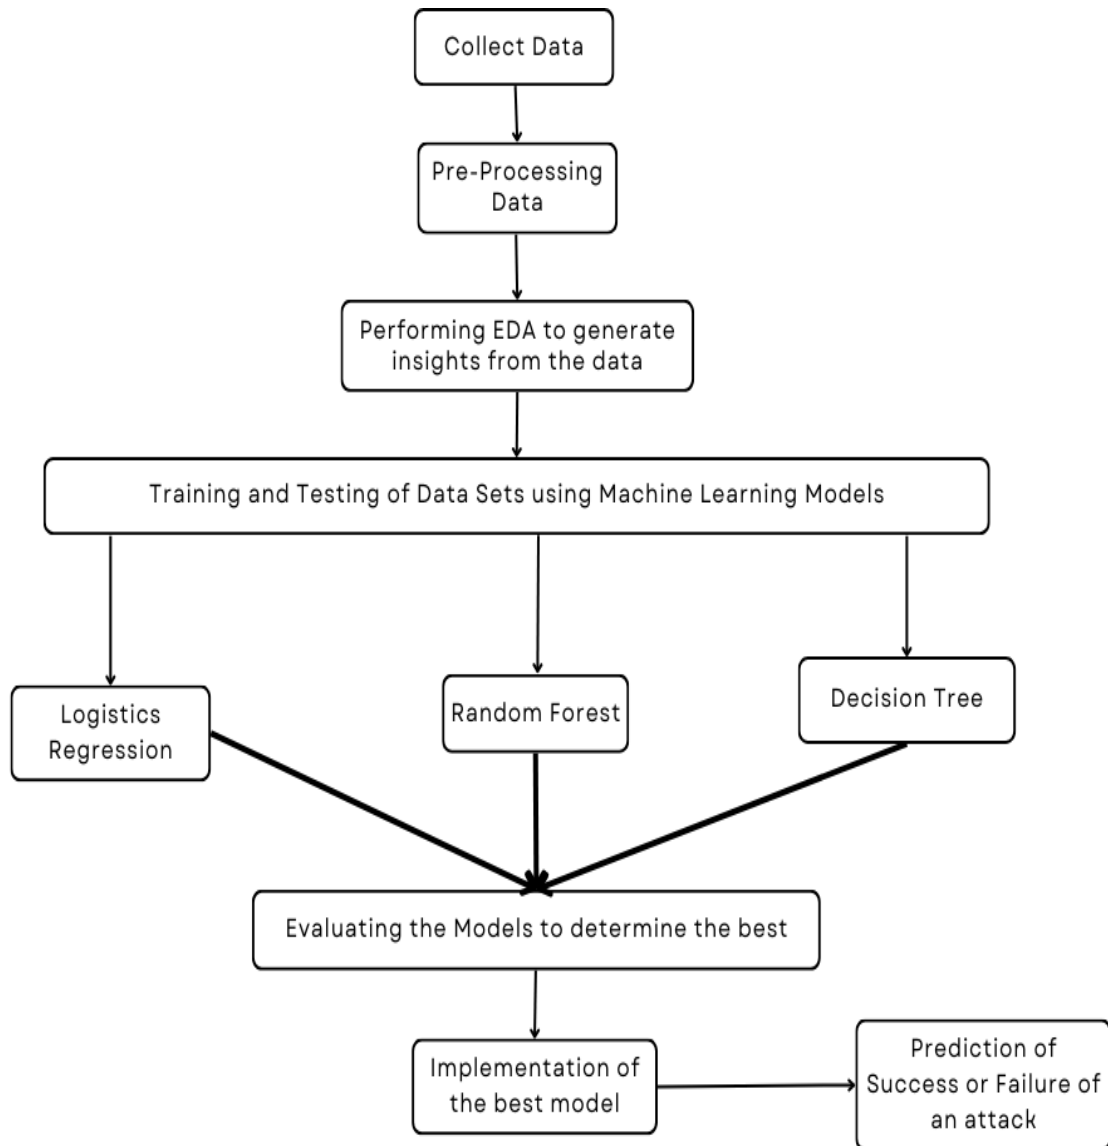 Collect Data
Pre-Processing
Data
Performing EDA to generate
insights from the data
Training and Testing of Data Sets using Machine Learning Models
Logistics
Regression
Random Forest
Decision Tree
Evaluating the Models to determine the best
Implementation of
the best model
Prediction of
Success or Failure of
an attack